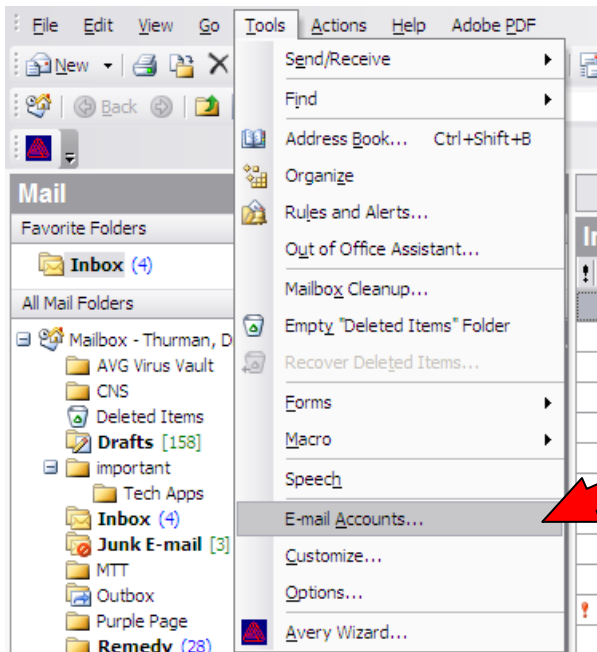 File Edit View Go Tools Actions Help Adobe PDF
New
Back
Mail
Favorite Folders
Inbox (4)
All Mail Folders
Mailbox - Thurman, D
AVG Virus Vault
CNS
Deleted Items
Drafts [158]
important
Tech Apps
Inbox (4)
Junk E-mail [3]
MTT
Outbox
Purple Page
Remedy (28)
Send/Receive
Find
Address Book... Ctrl+Shift+B
Organize
Rules and Alerts...
Out of Office Assistant...
Mailbox Cleanup...
Empty "Deleted Items" Folder
Recover Deleted Items...
Forms
Macro
Speech
E-mail Accounts...
Customize...
Options...
Avery Wizard...